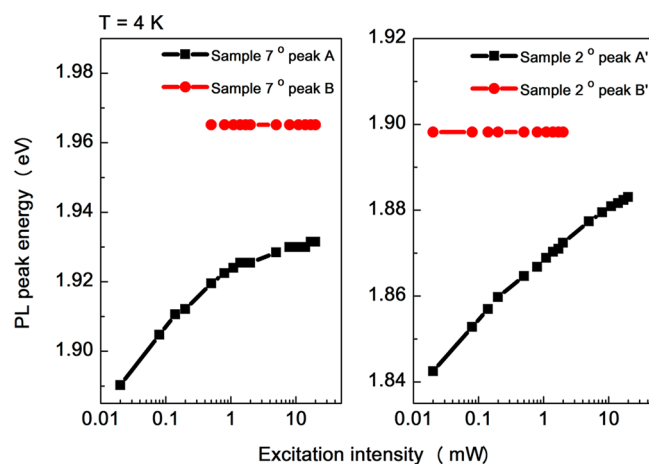 T = 4 K
PL peak energy ( eV)
1.98
1.96
1.93
1.92
1.90
Sample 7 ° peak A
Sample 7 ° peak B
0.01
0.1
1
10
1.92
1.90
1.88
1.86
1.84
Sample 2 ° peak A'
Sample 2 ° peak B'
0.01
0.1
1
10
Excitation intensity ( mW)